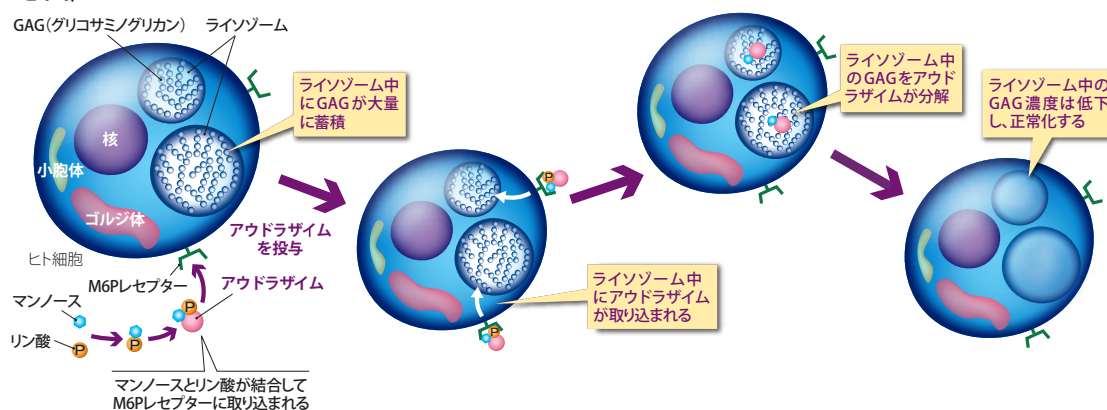 GAG(グリコサミノグリカン)
ライソゾーム
ライソゾーム中
にGAGが大量
に蓄積
核
小胞体
ゴルジ体
ヒト細胞
M6Pレセプター
マンノース
リン酸
P
P
P
アウドラザイム
を投与
アウドラザイム
マンノースとリン酸が結合して
M6Pレセプターに取り込まれる
P
P
ライソゾーム中
にアウドラザイム
が取り込まれる
ライソゾーム中
のGAGをアウド
ラザイムが分解
ライソゾーム中の
GAG濃度は低下
し、正常化する